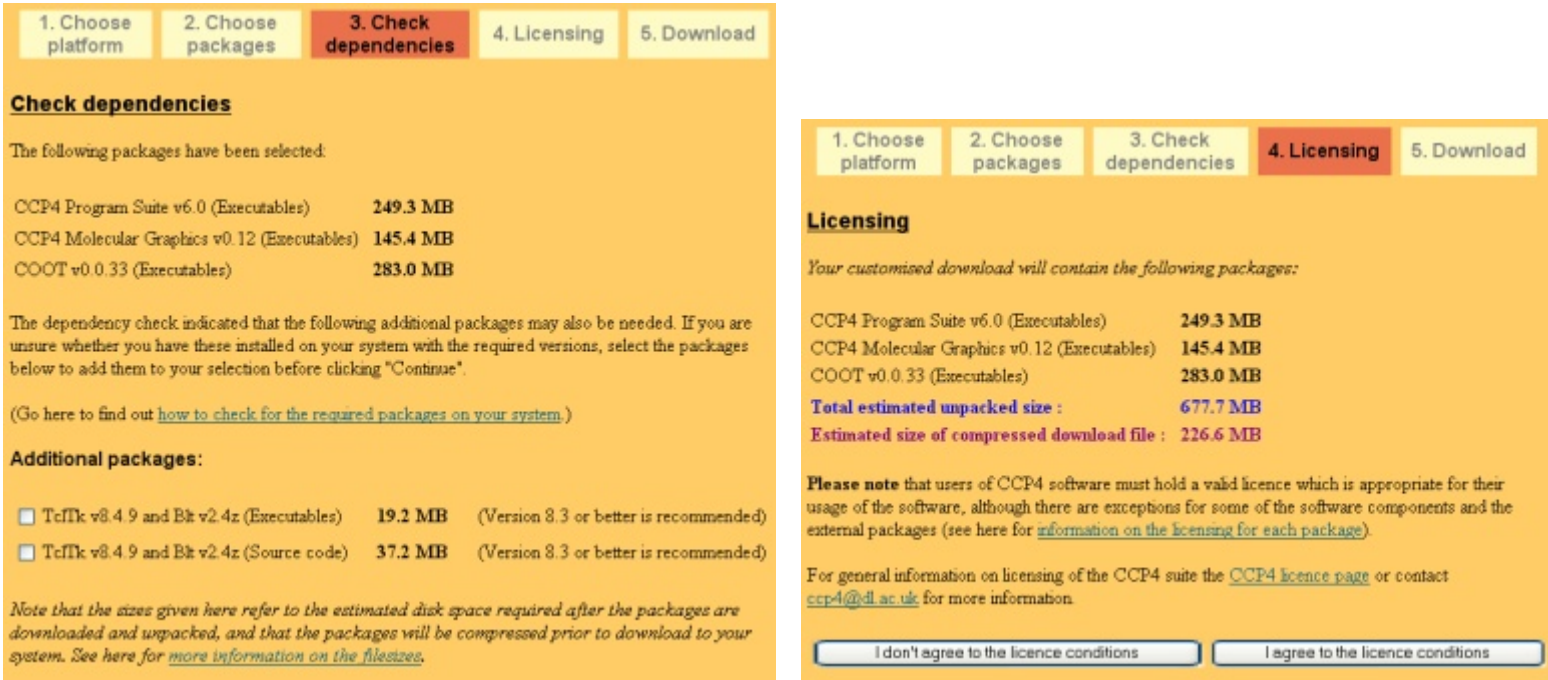 1. Choose platform
2. Choose packages
3. Check dependencies
4. Licensing
5. Download
Check dependencies
The following packages have been selected:
CCP4 Program Suite v6.0 (Executables) 249.3 MB
CCP4 Molecular Graphics v0.12 (Executables) 145.4 MB
COOT v0.0.33 (Executables) 283.0 MB
The dependency check indicated that the following additional packages may also be needed. If you are
unsure whether you have these installed on your system with the required versions, select the packages
below to add them to your selection before clicking "Continue".
(Go here to find out how to check for the required packages on your system.)
Additional packages:
Tcl\Tk v8.4.9 and Blt v2.4z (Executables) 19.2 MB (Version 8.3 or better is recommended)
Tcl\Tk v8.4.9 and Blt v2.4z (Source code) 37.2 MB (Version 8.3 or better is recommended)
Note that the sizes given here refer to the estimated disk space required after the packages are
downloaded and unpacked, and that the packages will be compressed prior to download to your
system. See here for more information on the filesizes.
1. Choose platform
2. Choose packages
3. Check dependencies
4. Licensing
5. Download
Licensing
Your customised download will contain the following packages:
CCP4 Program Suite v6.0 (Executables) 249.3 MB
CCP4 Molecular Graphics v0.12 (Executables) 145.4 MB
COOT v0.0.33 (Executables) 283.0 MB
Total estimated unpacked size : 677.7 MB
Estimated size of compressed download file : 226.6 MB
Please note that users of CCP4 software must hold a valid licence which is appropriate for their
usage of the software, although there are exceptions for some of the software components and the
external packages (see here for information on the licensing for each package).
For general information on licensing of the CCP4 suite the CCP4 licence page or contact
ccp4@dl.ac.uk for more information.
I don't agree to the licence conditions
I agree to the licence conditions